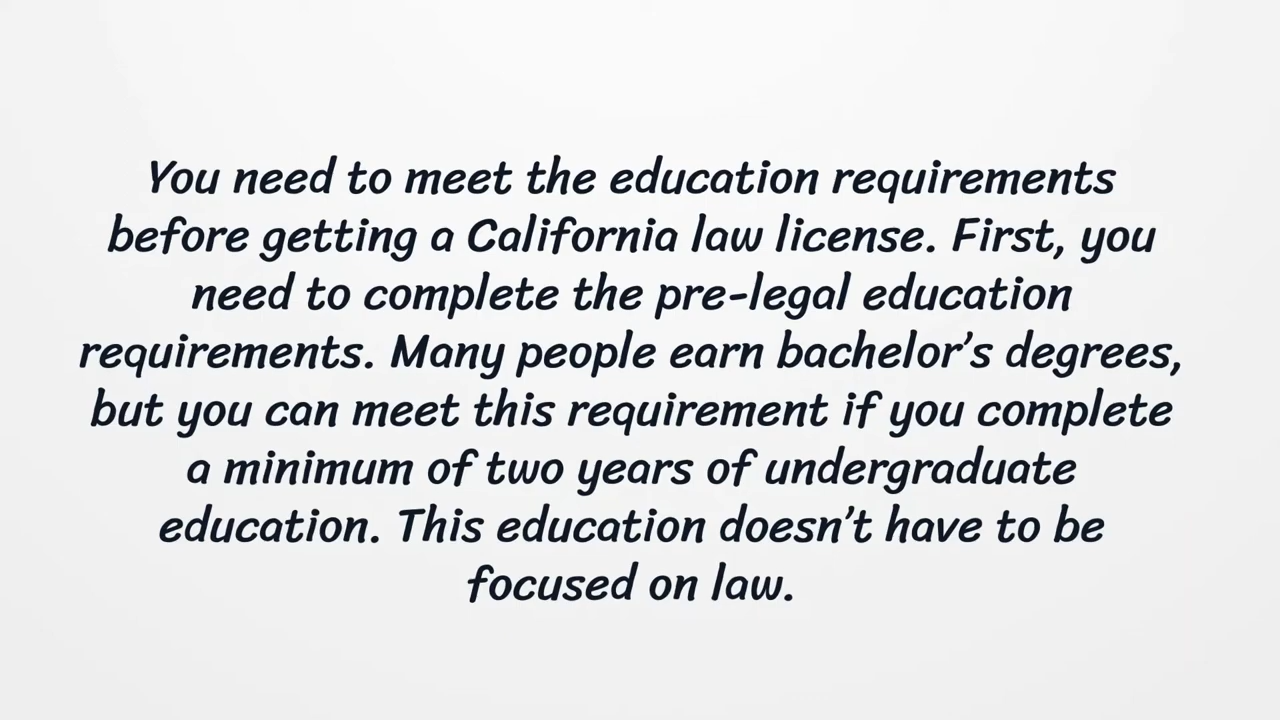 You need to meet the education requirements
before getting a California law license. First, you
need to complete the pre-legal education
requirements. Many people earn bachelor’s degrees,
but you can meet this requirement if you complete
a minimum of two years of undergraduate
education. This education doesn’t have to be
focused on law.